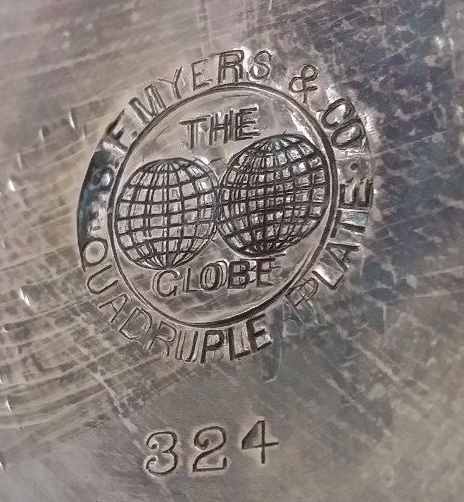 S.F. MYERS & CO.
THE
GLOBE
QUADRUPLE PLATE
324